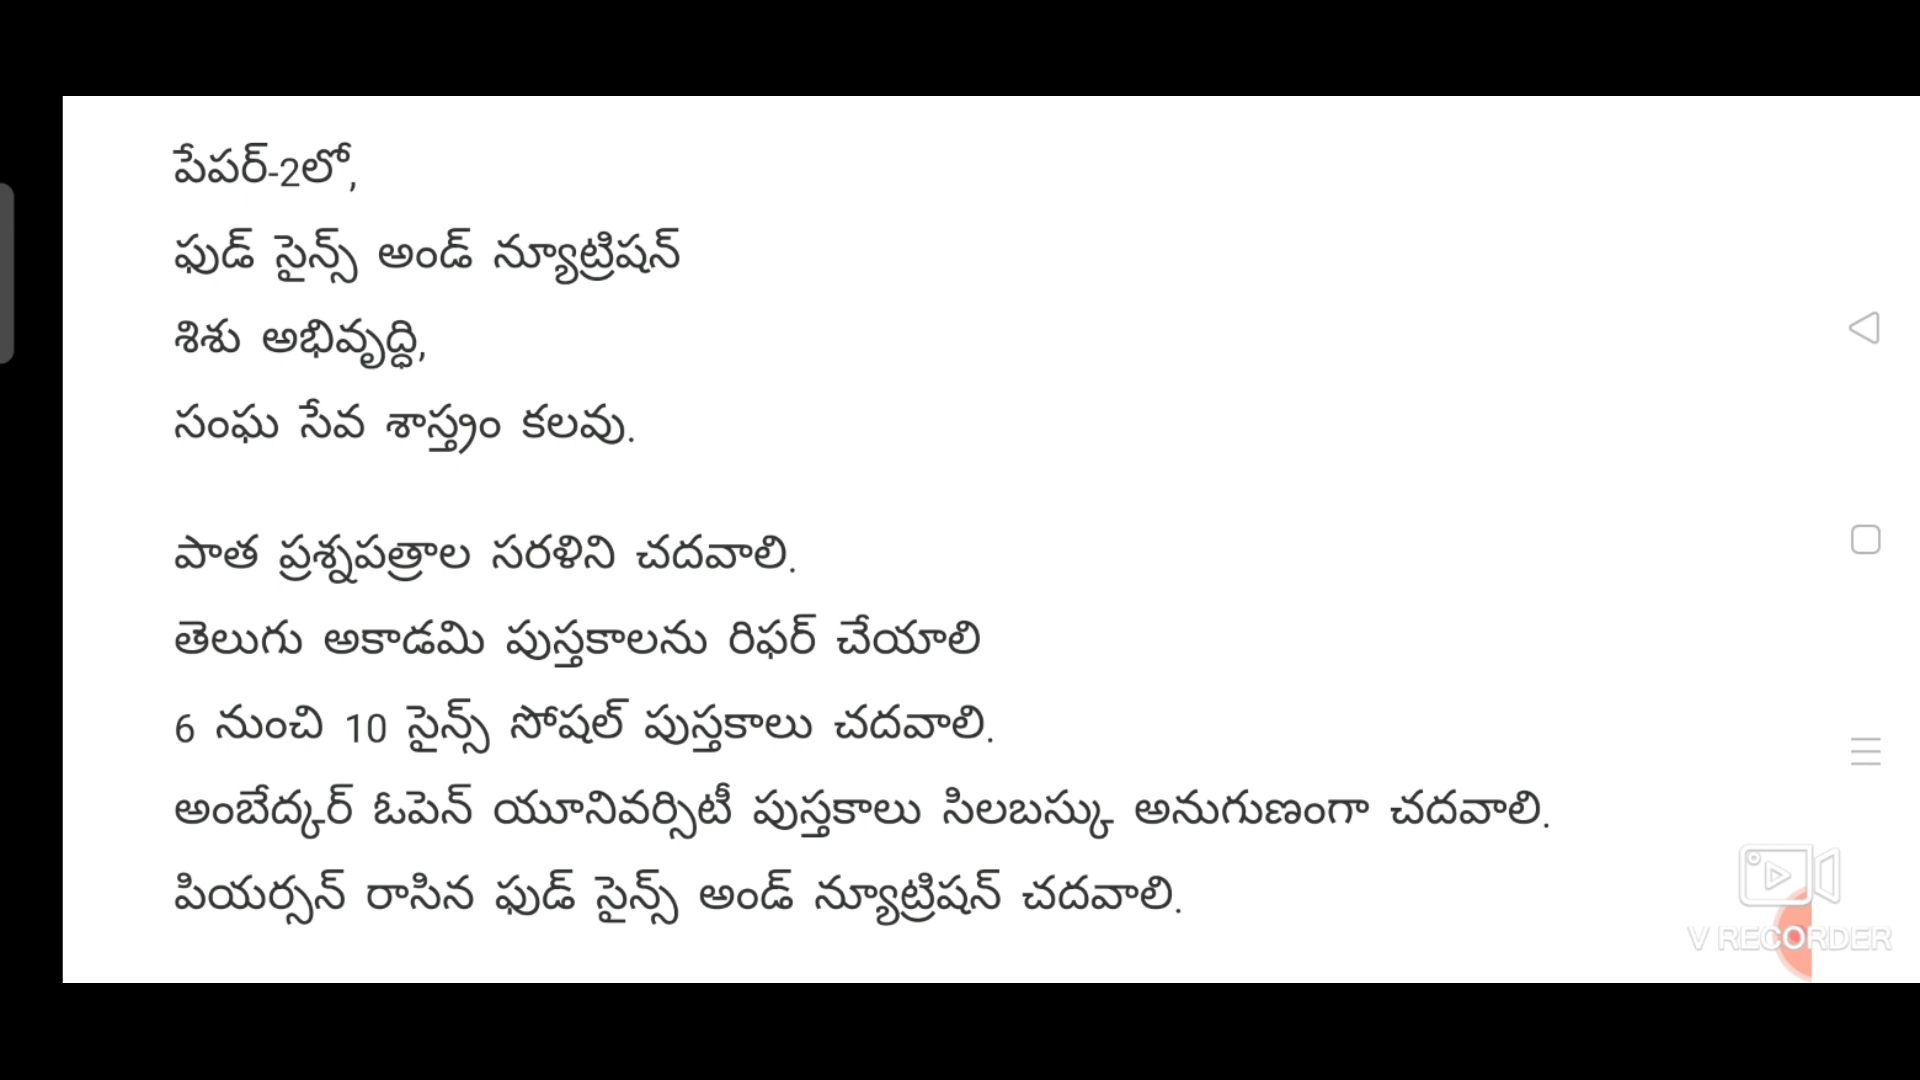 పేపర్-2లో,
ఫుడ్ సైన్స్ అండ్ న్యూట్రిషన్
శిశు అభివృద్ధి,
సంఘ సేవ శాస్త్రం కలవు.
పాత ప్రశ్నపత్రాల సరళిని చదవాలి.
తెలుగు అకాడమి పుస్తకాలను రిఫర్ చేయాలి
6 నుంచి 10 సైన్స్ సోషల్ పుస్తకాలు చదవాలి.
అంబేద్కర్ ఓపెన్ యూనివర్సిటీ పుస్తకాలు సిలబస్కు అనుగుణంగా చదవాలి.
పియర్సన్ రాసిన ఫుడ్ సైన్స్ అండ్ న్యూట్రిషన్ చదవాలి.
V RECORDER